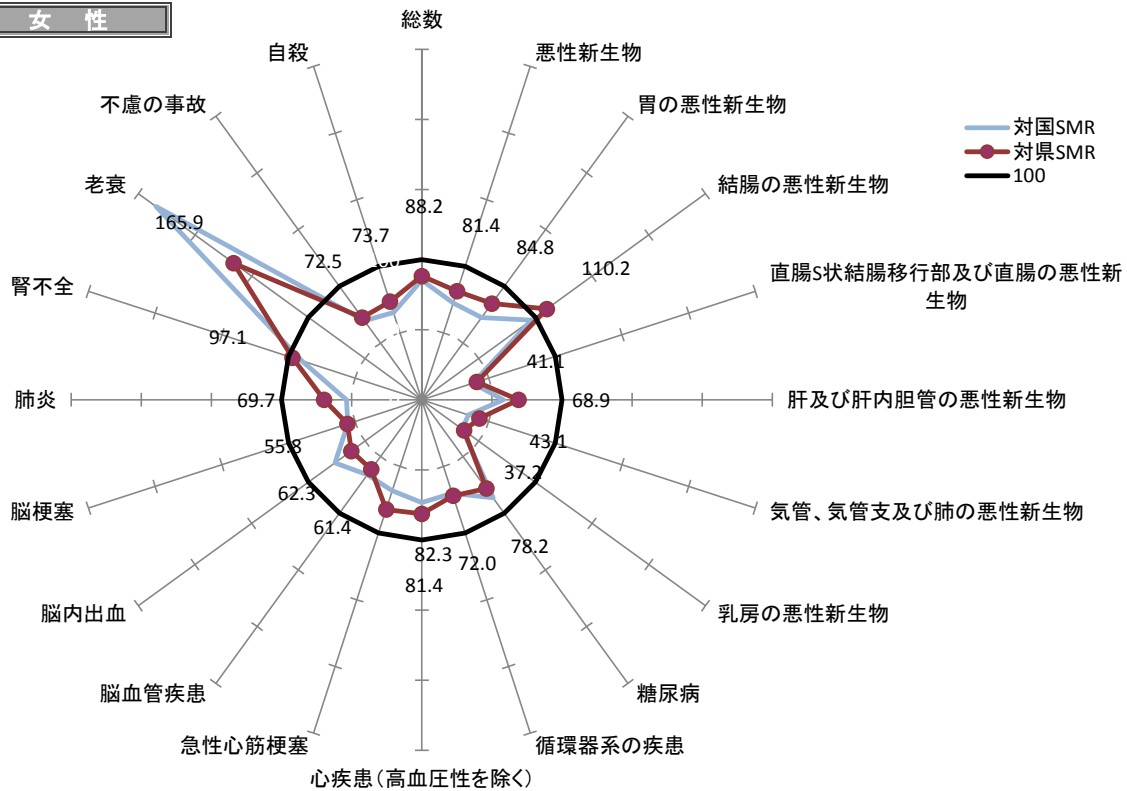 女 性
総数
自殺
悪性新生物
不慮の事故
胃の悪性新生物
対国SMR
対県SMR
100
老衰
結腸の悪性新生物
165.9
88.2
81.4
73.7
84.8
72.5
100
110.2
腎不全
直腸S状結腸移行部及び直腸の悪性新
生物
97.1
41.1
肺炎
69.7
68.9
肝及び肝内胆管の悪性新生物
55.8
43.1
脳梗塞
62.3
37.2
気管、気管支及び肺の悪性新生物
61.4
82.3
72.0
78.2
81.4
脳内出血
乳房の悪性新生物
脳血管疾患
糖尿病
急性心筋梗塞
循環器系の疾患
心疾患(高血圧性を除く)